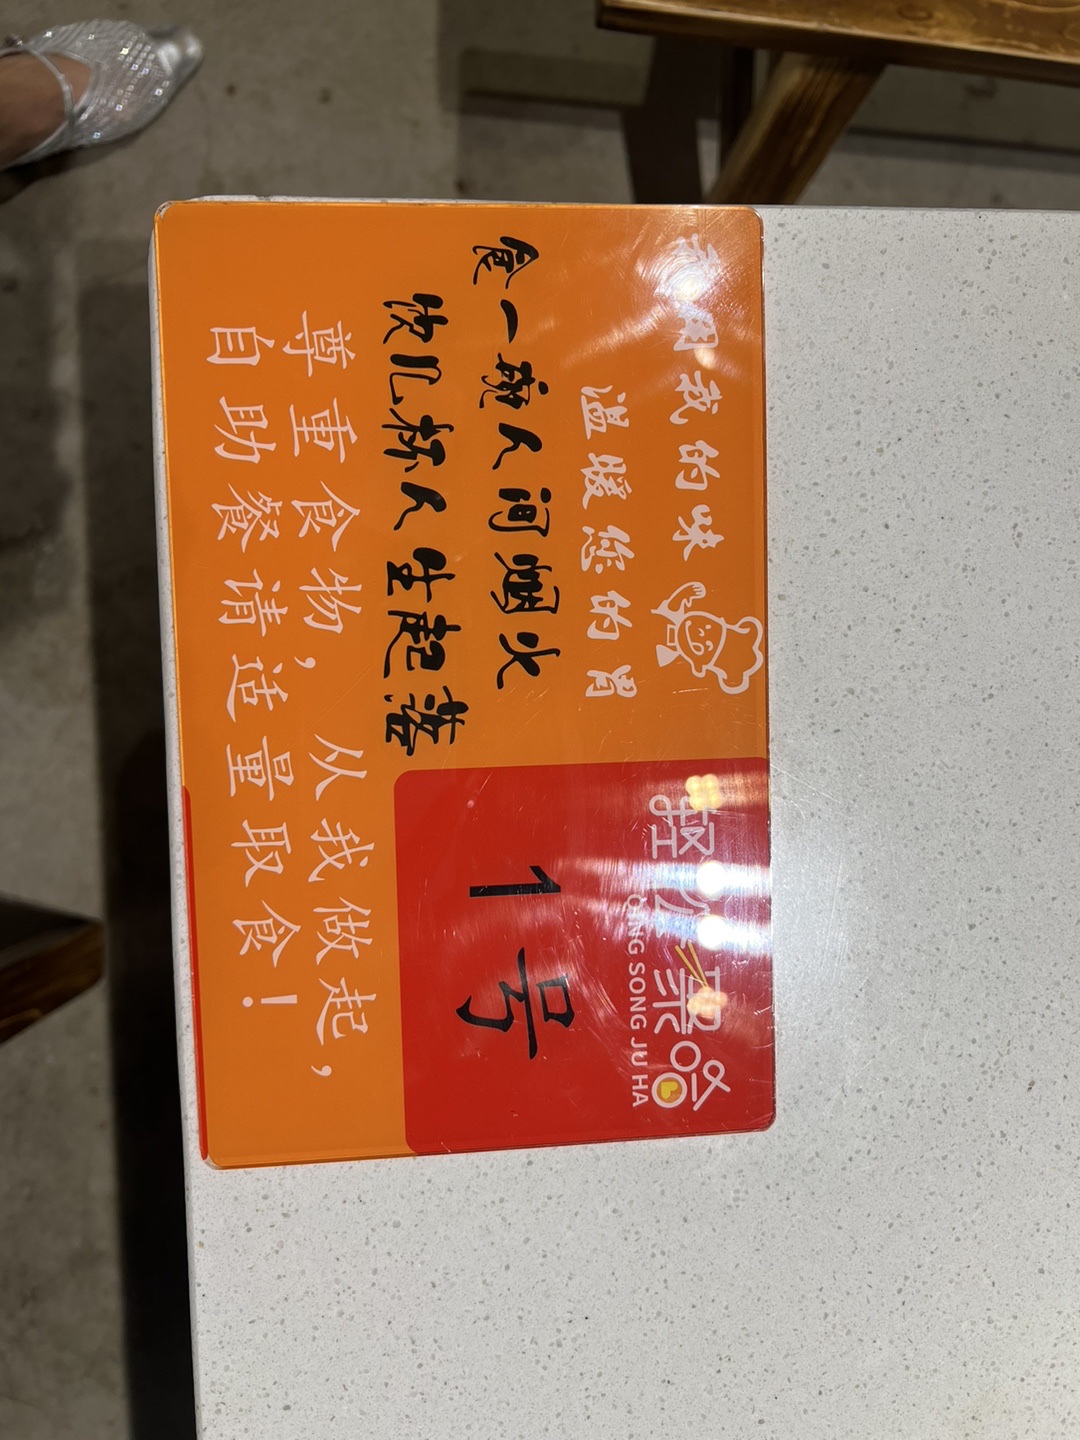 用我的味
温暖您的胃
食一碗人间烟火
饮几杯人生起落
尊重食物，从我做起，
自助餐请适量取食！
轻松聚哈
QING SONG JU HA
1号